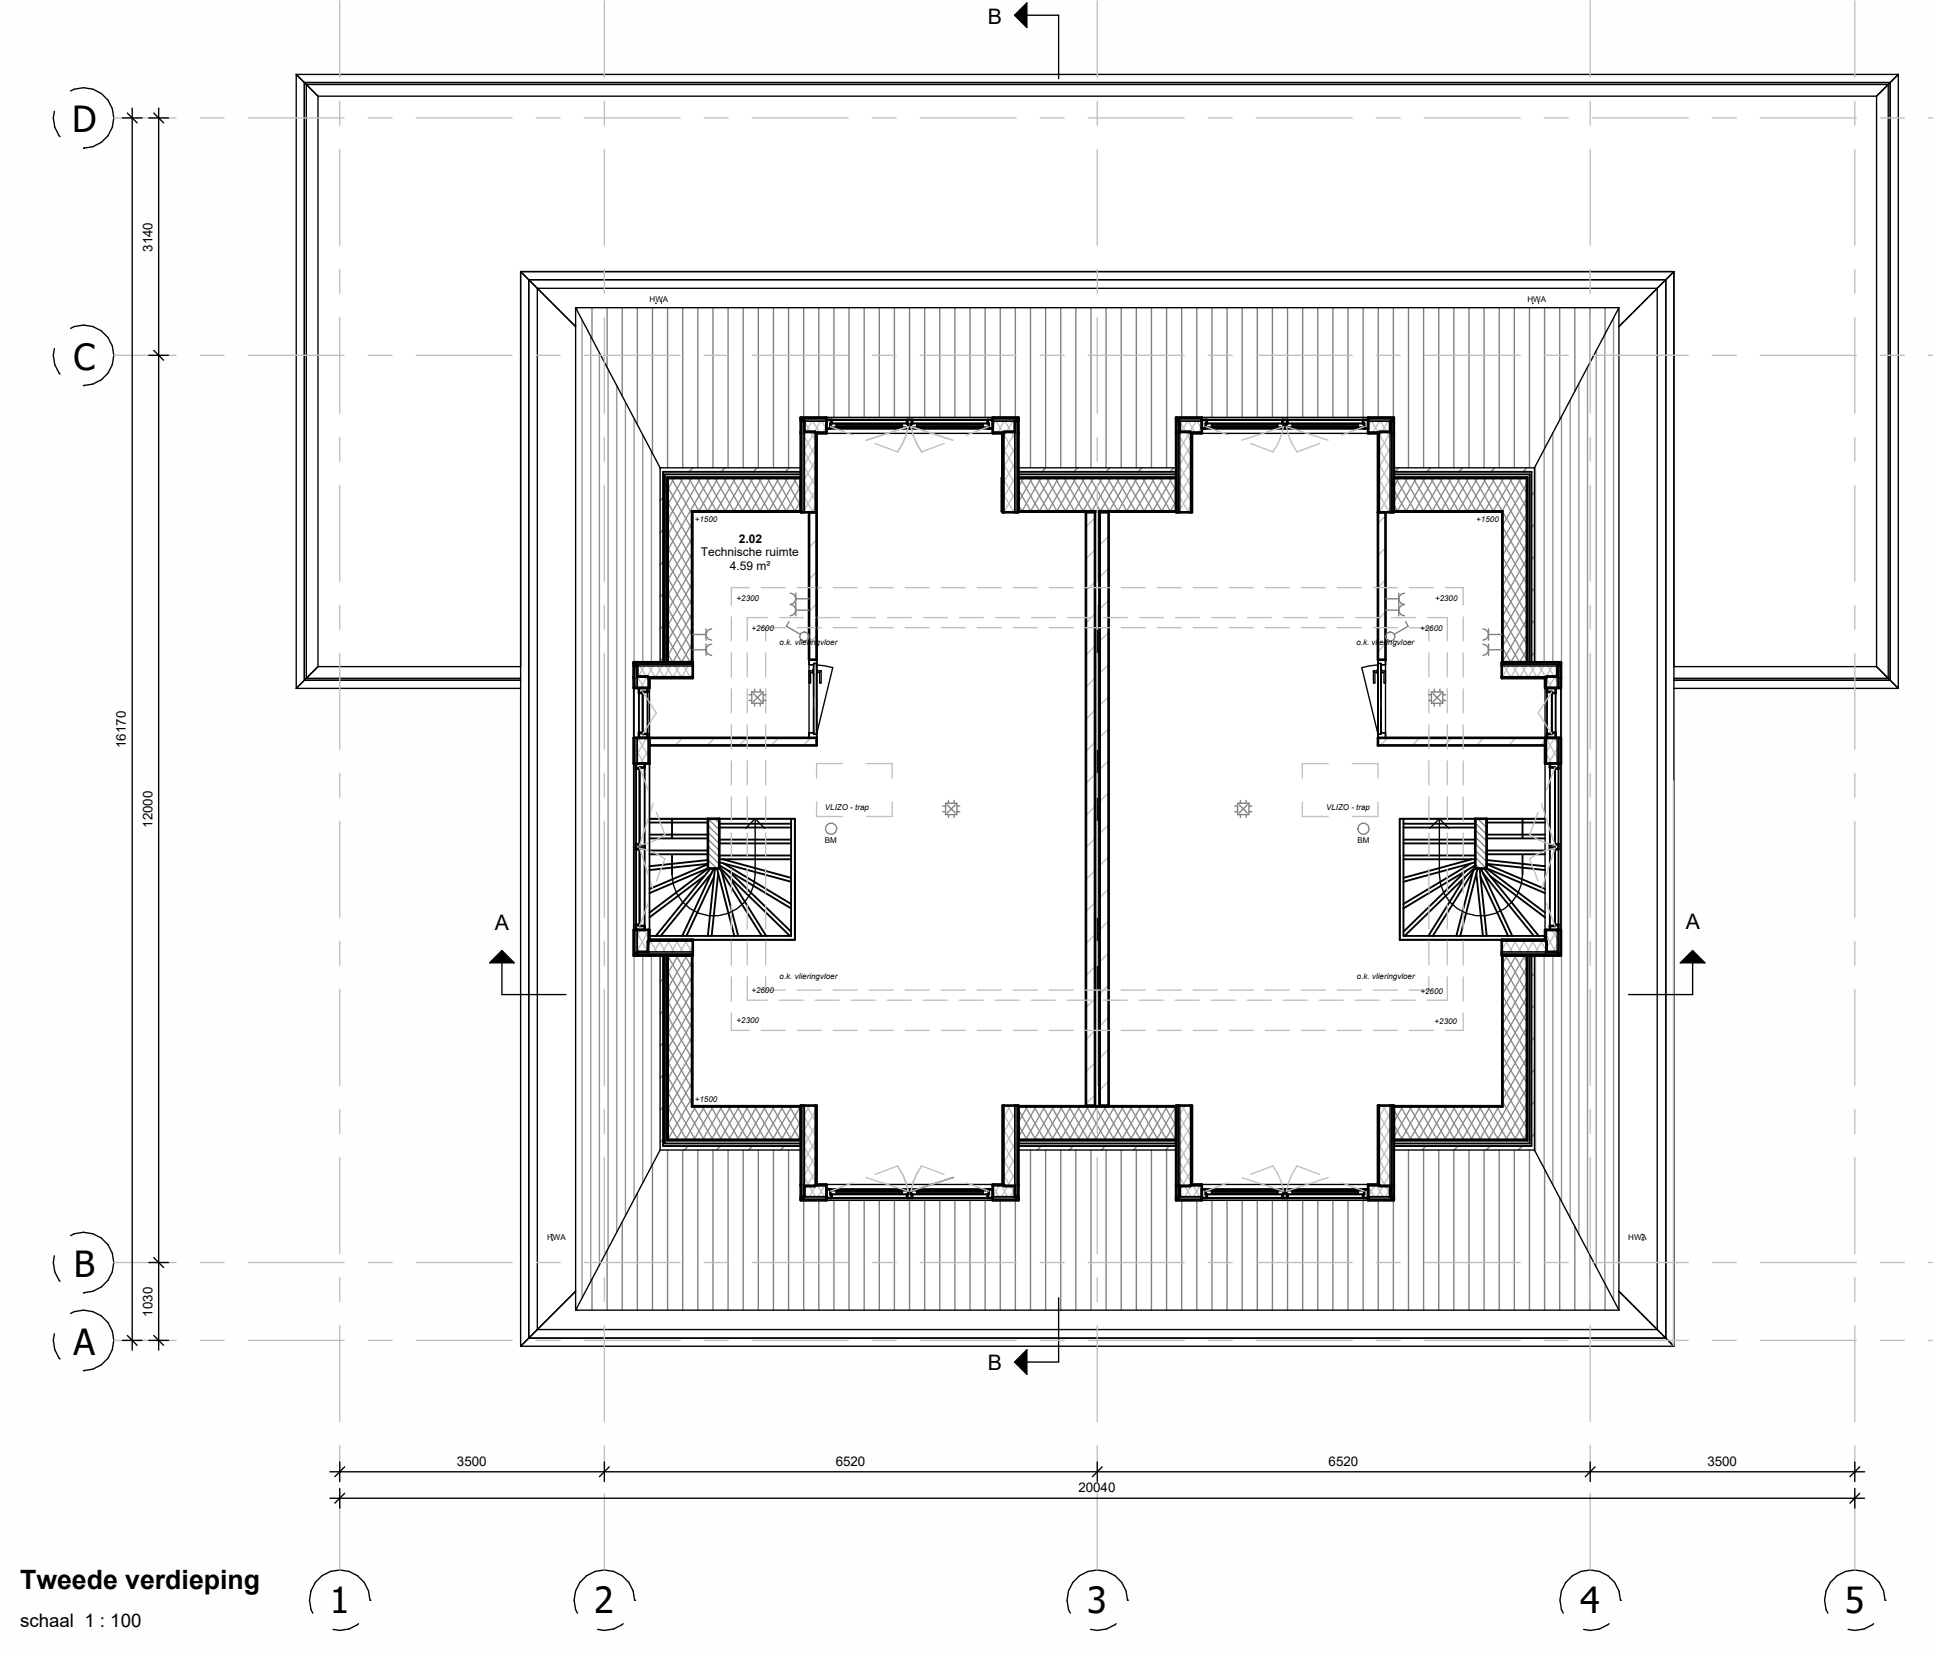 B
D
3140
HWA
HWA
C
+1500
+1500
2.02
Technische ruimte
4.59 m²
+2300
+2300
+2600
+2600
o.k. vlieringvloer
o.k. vlieringvloer
16170
12000
VLIZO - trap
VLIZO - trap
BM
BM
A
A
o.k. vlieringvloer
o.k. vlieringvloer
+2600
+2600
+2300
+2300
+1500
HWA
HWA
B
1030
A
B
3500
6520
6520
3500
20040
Tweede verdieping
schaal 1 : 100
1
2
3
4
5